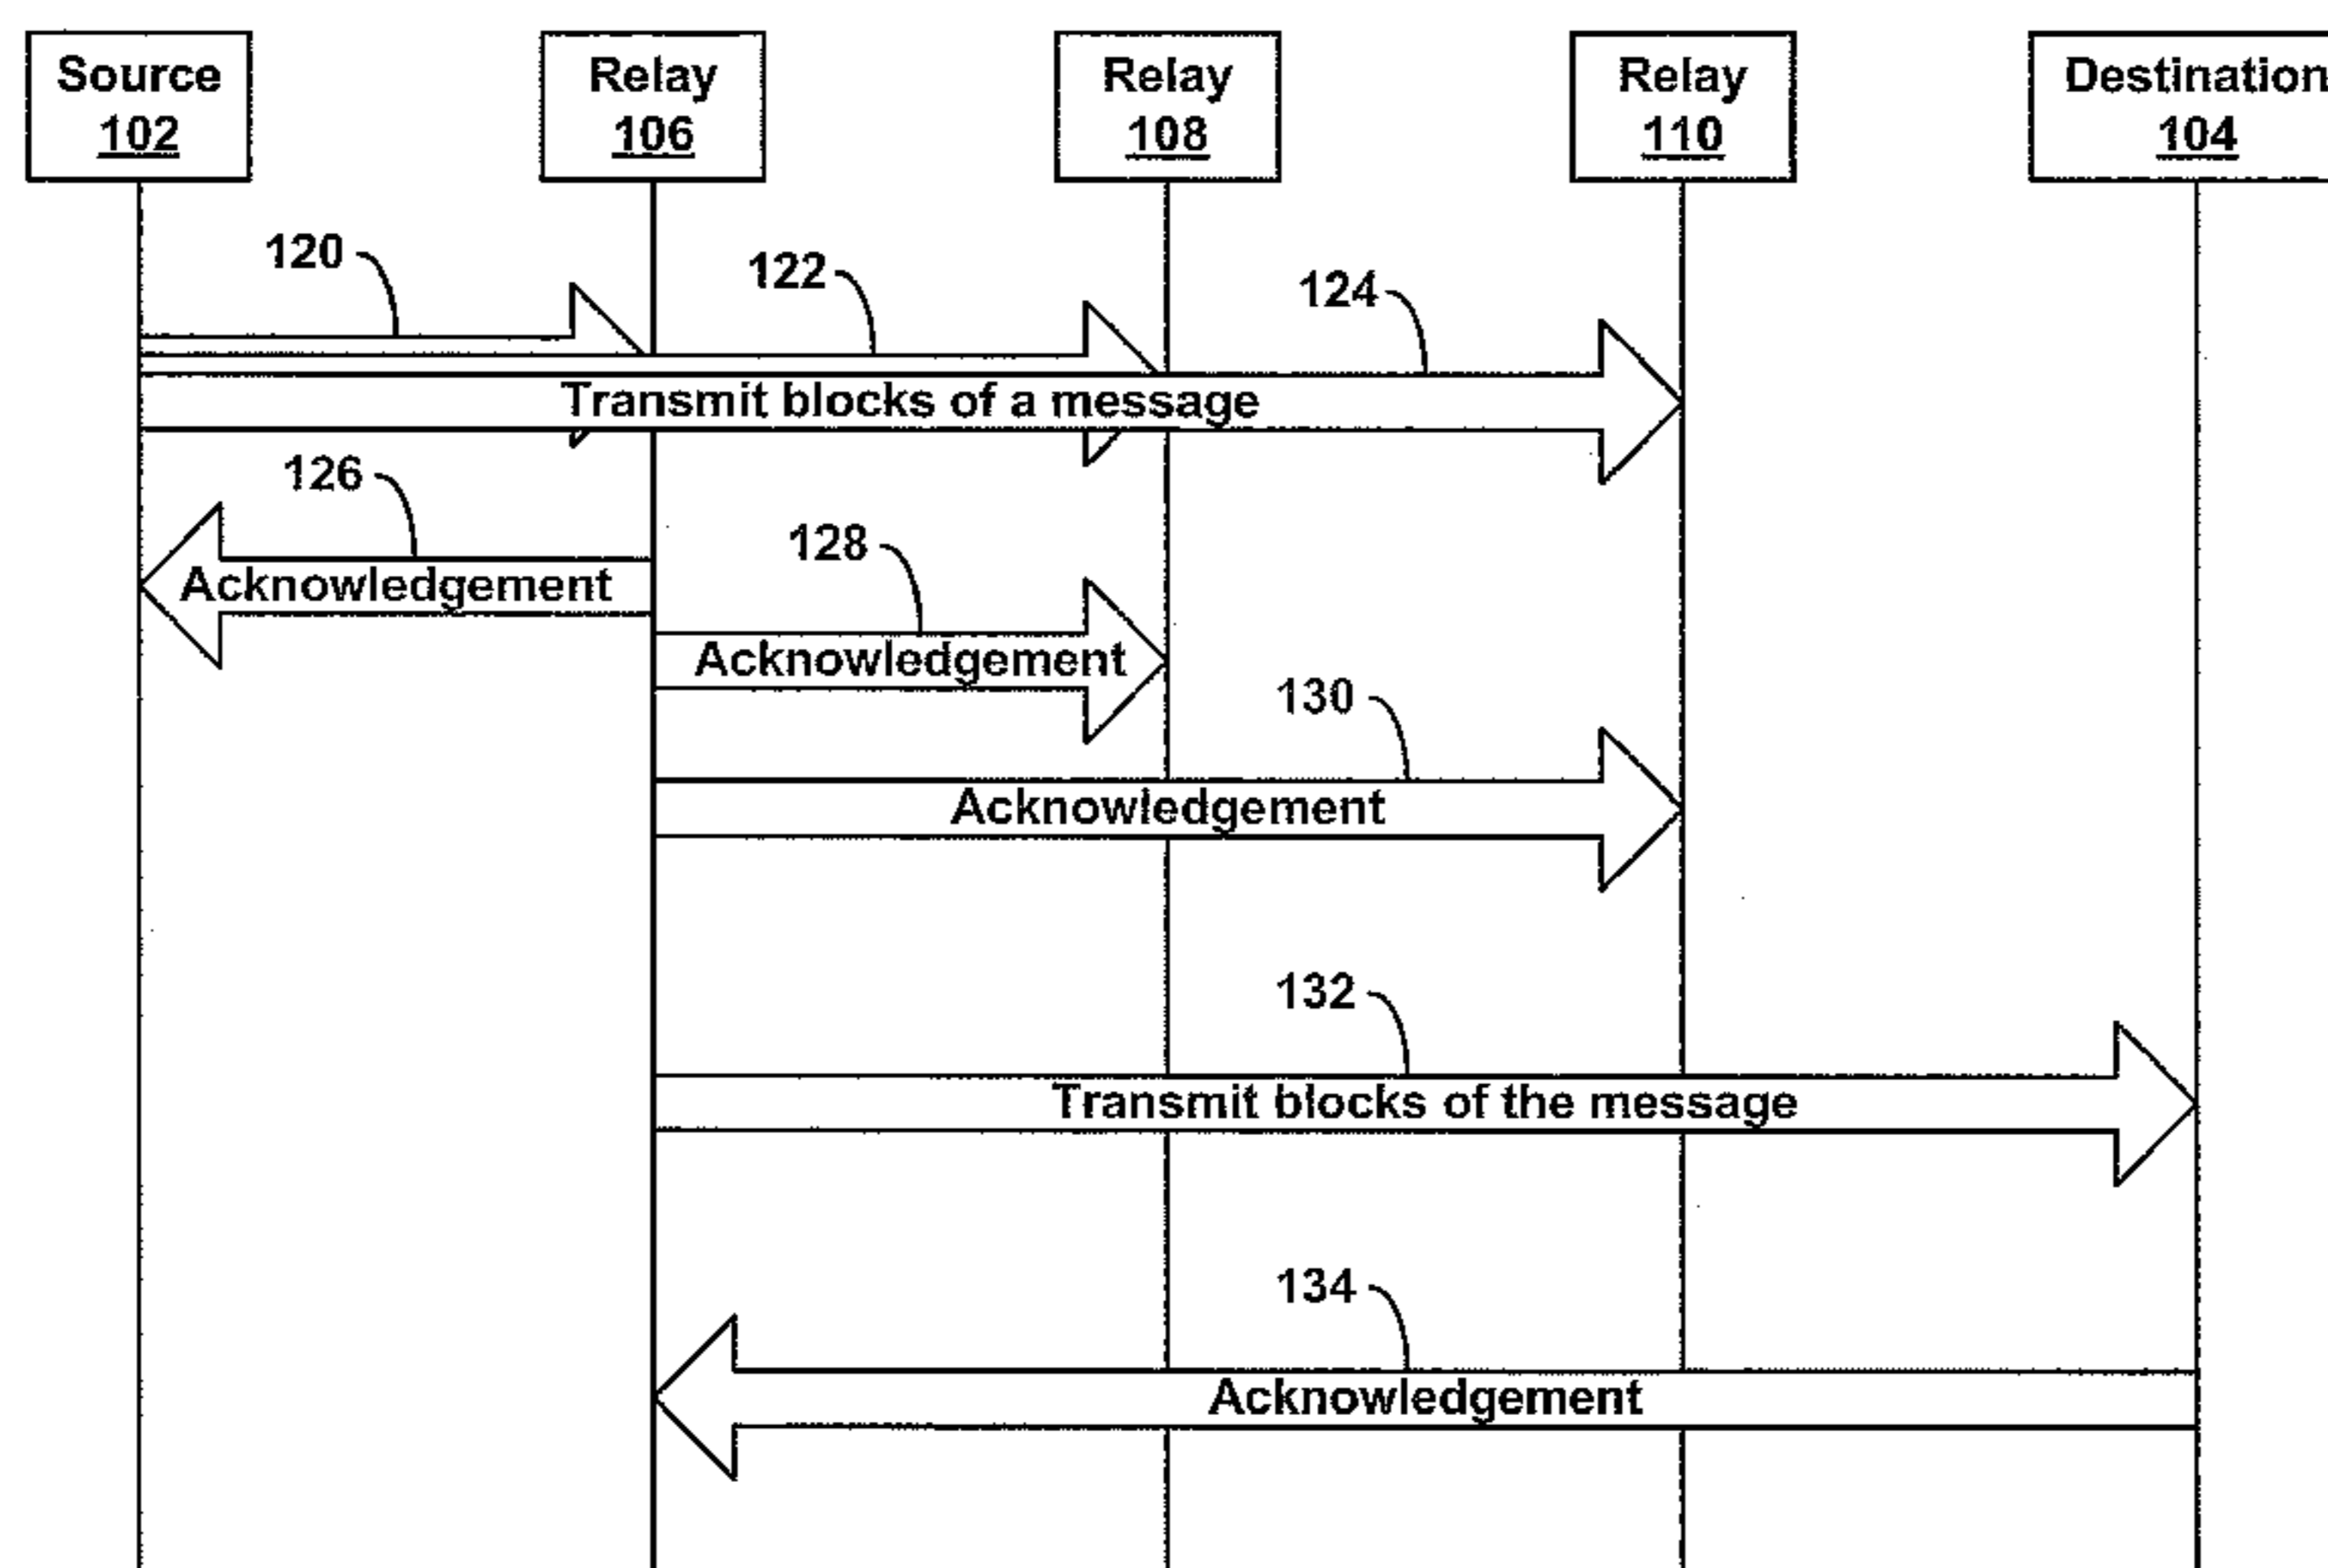 Source
102
Relay
106
Relay
108
Relay
110
Destination
104
120
122
124
Transmit blocks of a message
126
Acknowledgement
128
Acknowledgement
130
Acknowledgement
132
Transmit blocks of the message
134
Acknowledgement